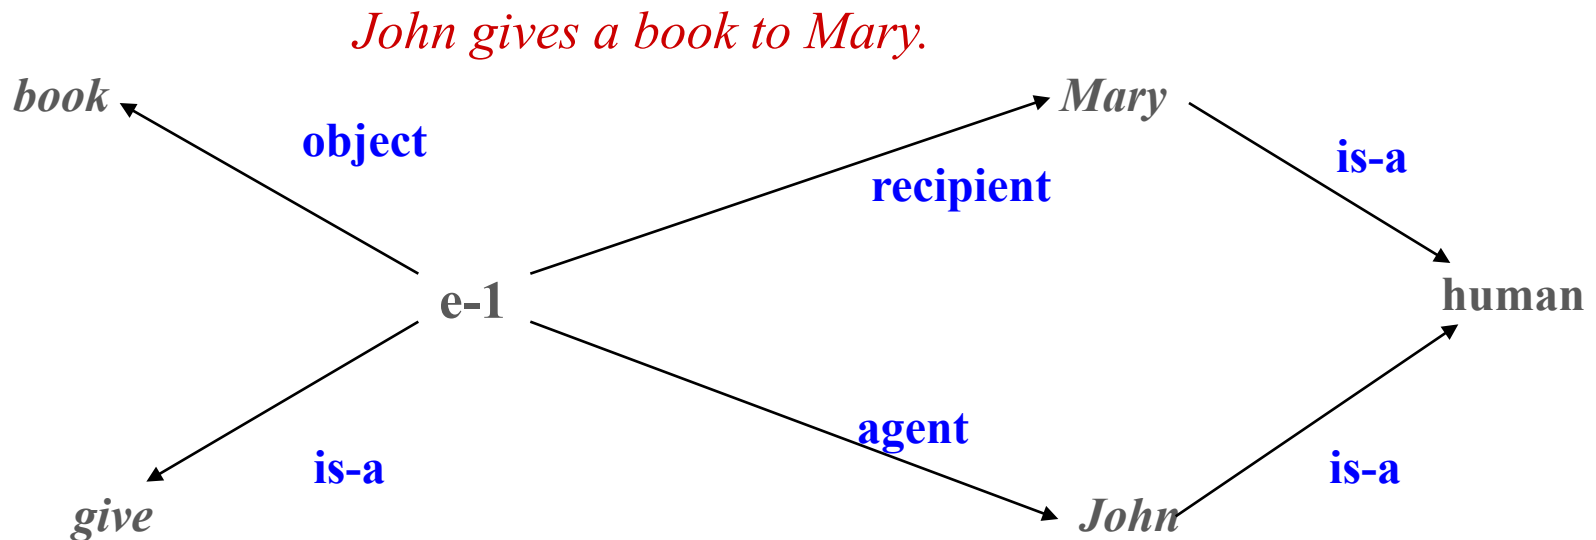 John gives a book to Mary.
book
Mary
object
is-a
recipient
e-1
human
agent
is-a
is-a
give
John